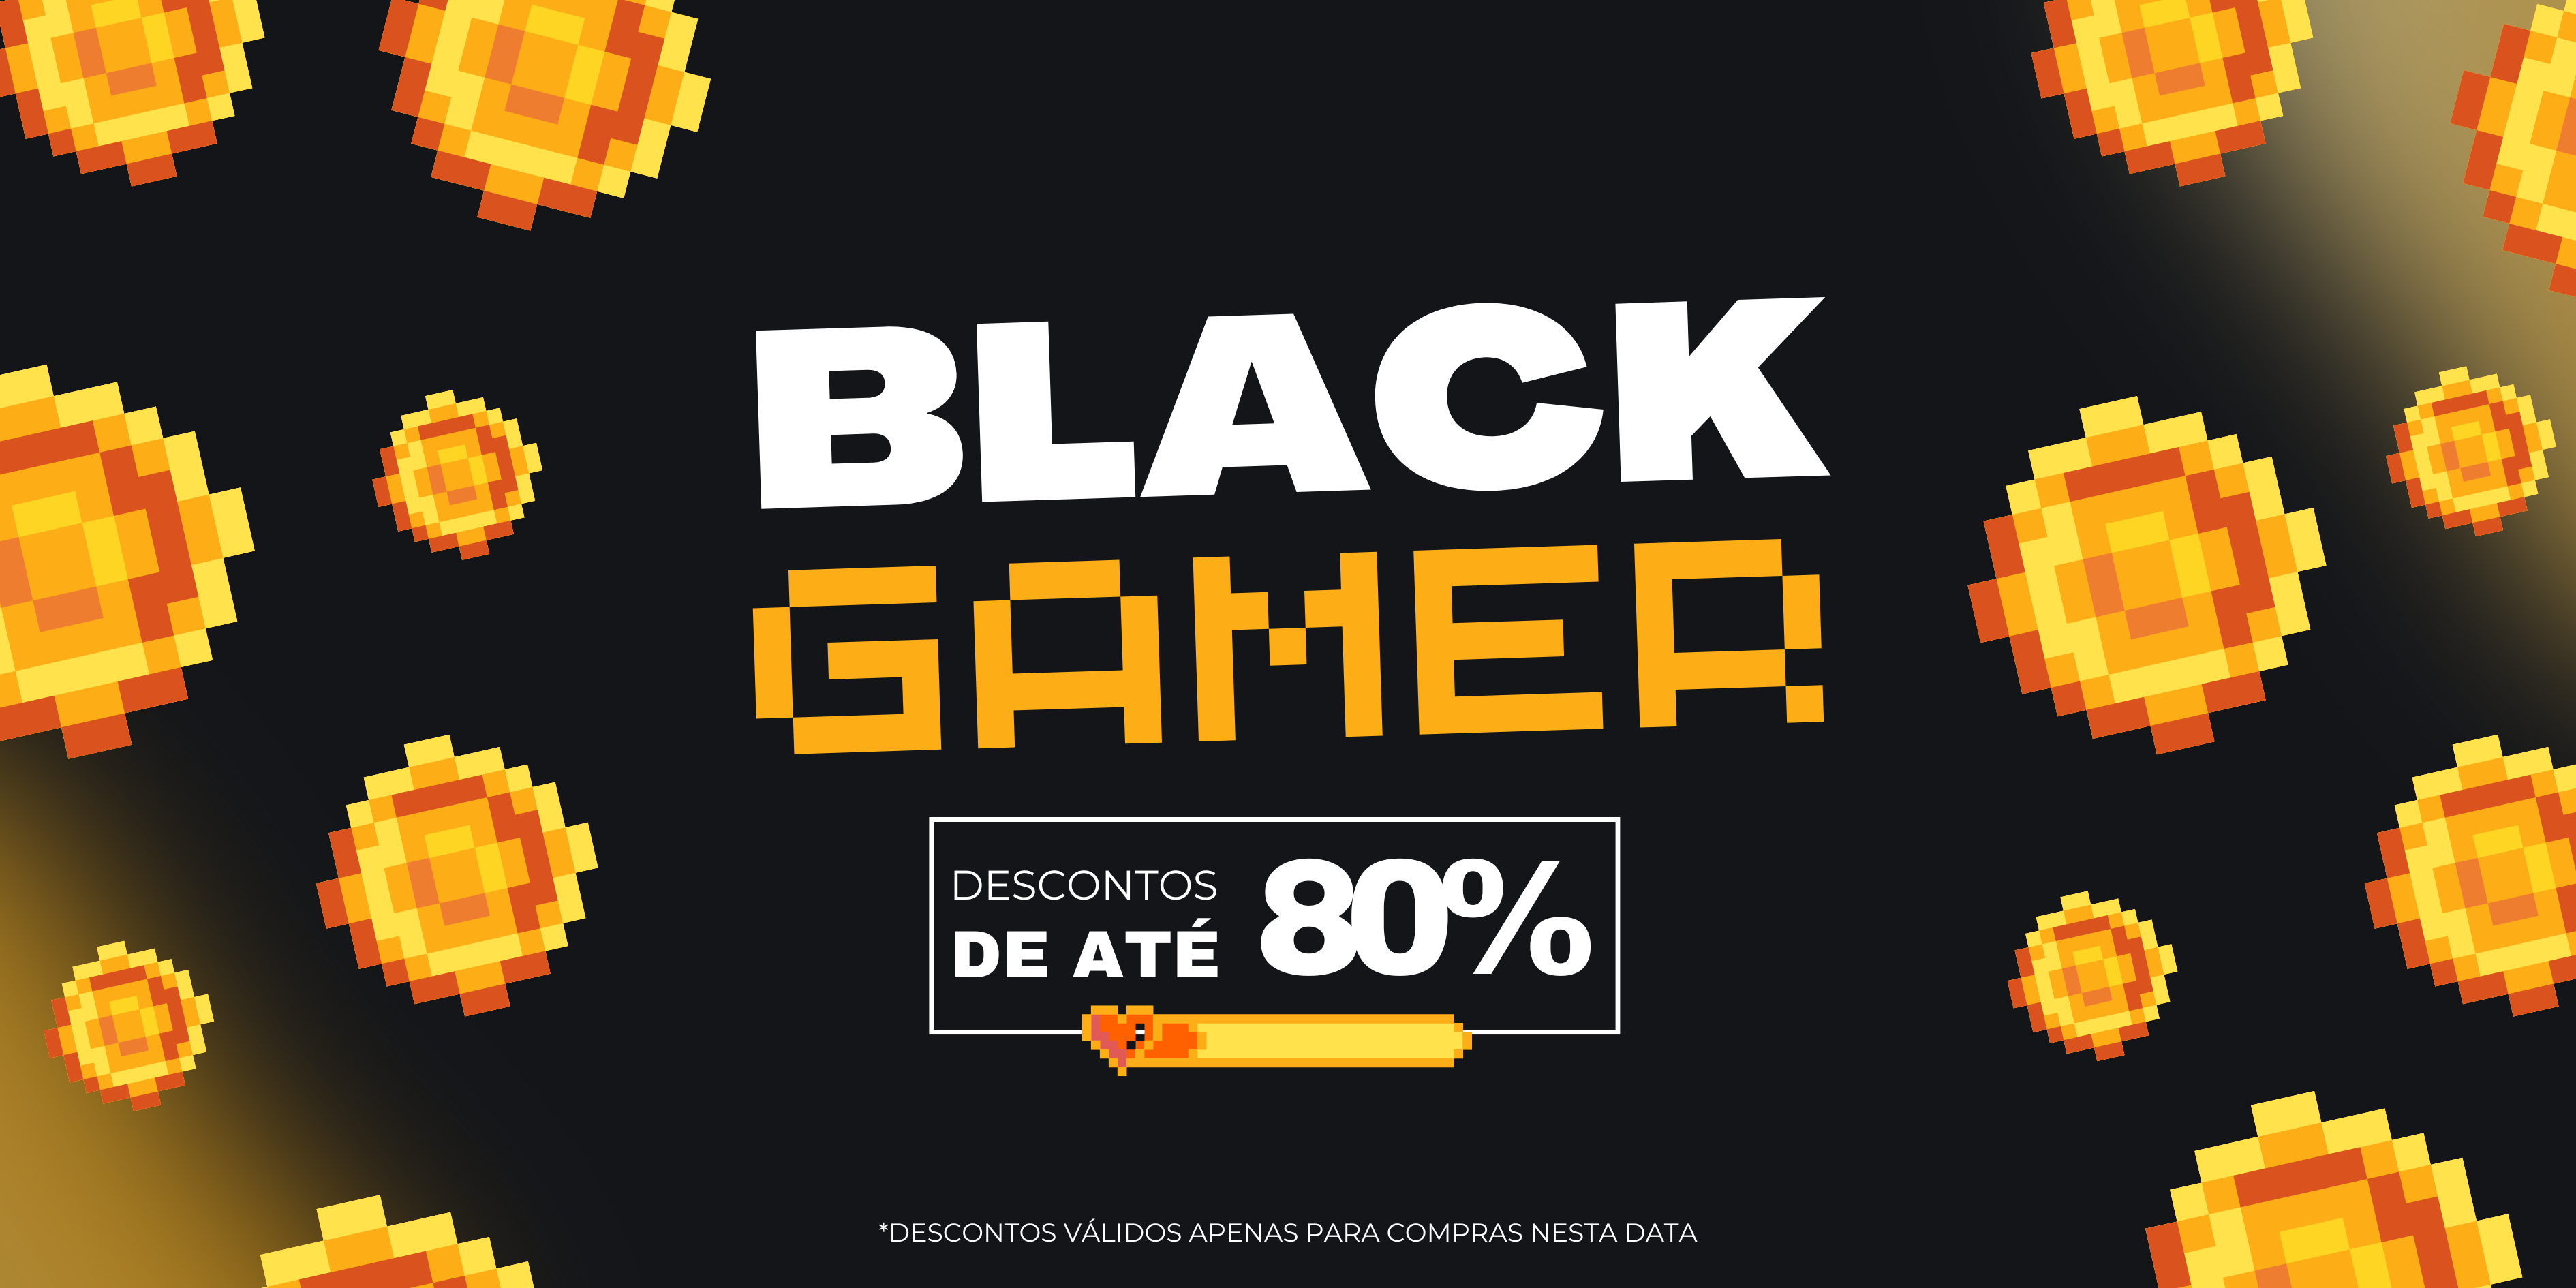 BLACK
GAMER
DESCONTOS
DE ATÉ
80%
*DESCONTOS VÁLIDOS APENAS PARA COMPRAS NESTA DATA